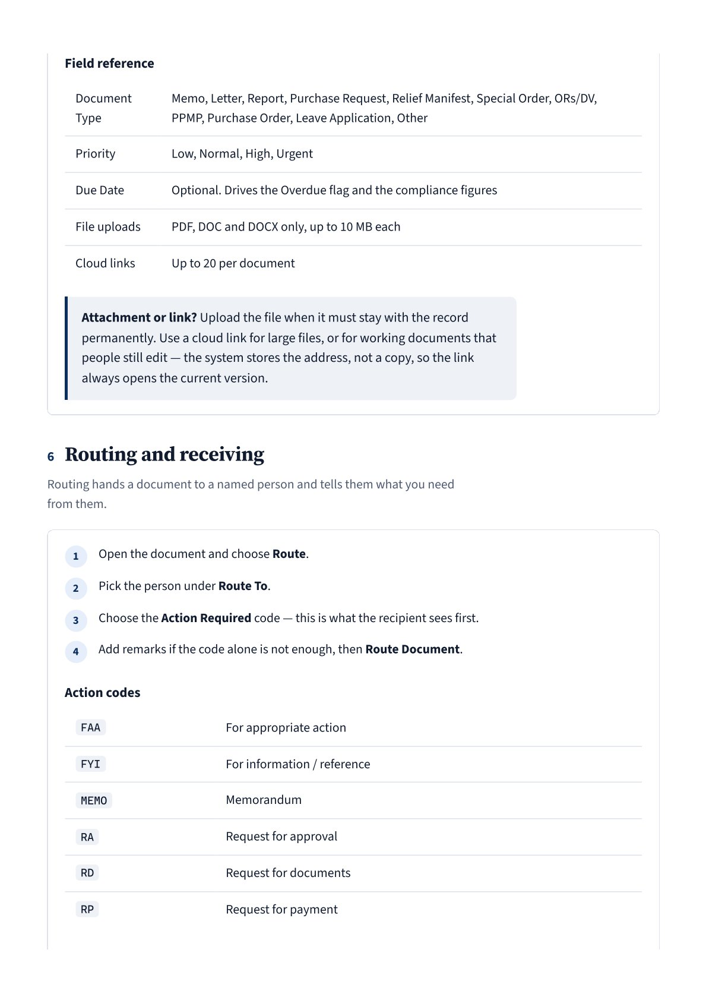 Field reference
Document Memo, Letter, Report, Purchase Request, Relief Manifest, Special Order, ORs/DV,
Type PPMP, Purchase Order, Leave Application, Other
Priority Low, Normal, High, Urgent
Due Date Optional. Drives the Overdue flag and the compliance figures
File uploads PDF, DOC and DOCX only, up to 10 MB each
Cloud links Up to 20 per document
Attachment or link? Upload the file when it must stay with the record
permanently. Use a cloud link for large files, or for working documents that
people still edit — the system stores the address, not a copy, so the link
always opens the current version.
6 Routing and receiving
Routing hands a document to a named person and tells them what you need
from them.
1 Open the document and choose Route.
2 Pick the person under Route To.
3 Choose the Action Required code — this is what the recipient sees first.
4 Add remarks if the code alone is not enough, then Route Document.
Action codes
FAA For appropriate action
FYI For information / reference
MEMO Memorandum
RA Request for approval
RD Request for documents
RP Request for payment